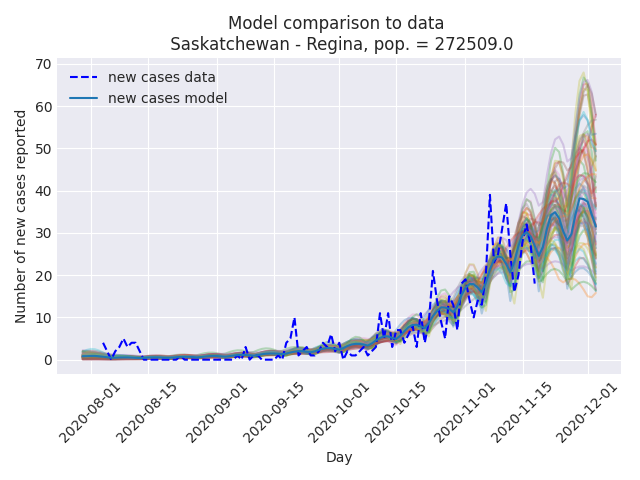 Model comparison to data
Saskatchewan - Regina, pop. = 272509.0
new cases data
new cases model
Number of new cases reported
70
60
50
40
30
20
10
0
2020-08-01
2020-08-15
2020-09-01
2020-09-15
2020-10-01
2020-10-15
2020-11-01
2020-11-15
2020-12-01
Day